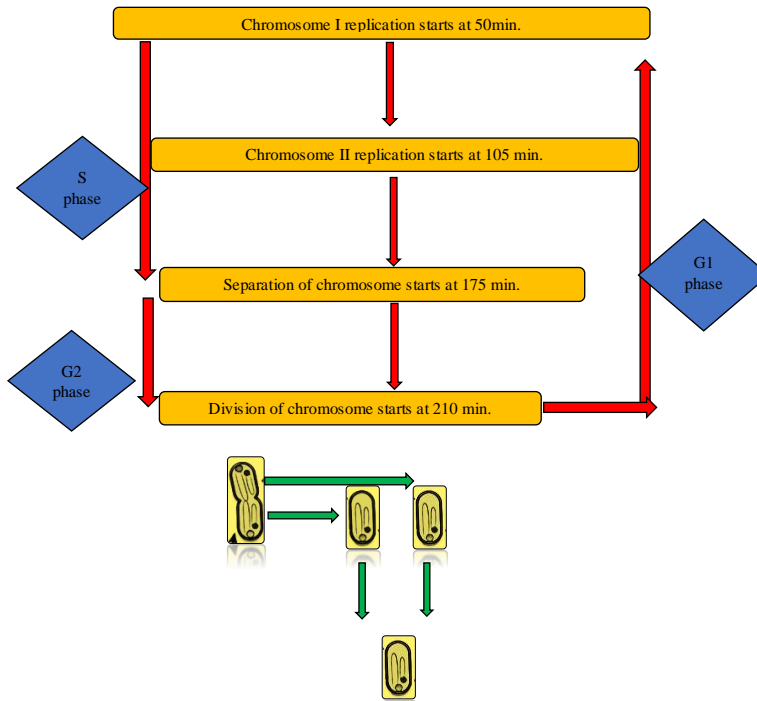 Chromosome I replication starts at 50min.
Chromosome II replication starts at 105 min.
S
phase
Separation of chromosome starts at 175 min.
G1
phase
G2
phase
Division of chromosome starts at 210 min.